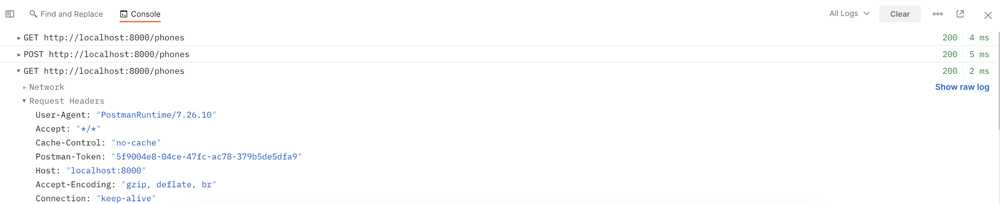 Find and Replace Console All Logs Clear
GET http://localhost:8000/phones 200 4 ms
POST http://localhost:8000/phones 200 5 ms
GET http://localhost:8000/phones 200 2 ms
Network Show raw log
Request Headers
User-Agent: "PostmanRuntime/7.26.10"
Accept: "*/*"
Cache-Control: "no-cache"
Postman-Token: "5f9004e8-04ce-47fc-ac78-379b5de5dfa9"
Host: "localhost:8000"
Accept-Encoding: "gzip, deflate, br"
Connection: "keep-alive"